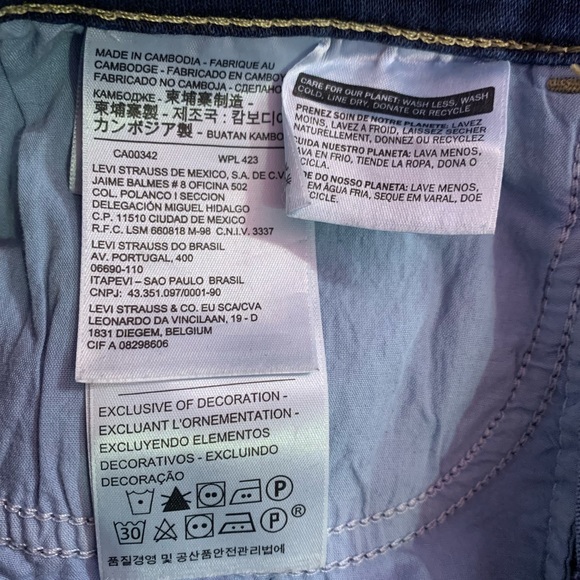 MADE IN CAMBODIA - FABRIQUE AU
CAMBODGE - FABRICADO EN CAMBOY
FABRICADO NO CAMBOJA - СДЕЛАНО
КАМБОДЖЕ - 柬埔寨制造 -
柬埔寨製 - 제조국 : 캄보디아
カンボジア製 - BUATAN KAMBO
CA00342 WPL 423
LEVI STRAUSS DE MEXICO, S.A. DE C.V.
JAIME BALMES # 8 OFICINA 502
COL. POLANCO I SECCION
DELEGACIÓN MIGUEL HIDALGO
C.P. 11510 CIUDAD DE MEXICO
R.F.C. LSM 660818 M-98 C.N.I.V. 3337
LEVI STRAUSS DO BRASIL
AV. PORTUGAL, 400
06690-110
ITAPEVI – SAO PAULO BRASIL
CNPJ: 43.351.097/0001-90
LEVI STRAUSS & CO. EU SCA/CVA
LEONARDO DA VINCILAAN, 19 - D
1831 DIEGEM, BELGIUM
CIF A 08298606
CARE FOR OUR PLANET: WASH LESS, WASH
COLD, LINE DRY, DONATE OR RECYCLE
PRENEZ SOIN DE NOTRE PLANÈTE: LAVEZ
MOINS, LAVEZ À FROID, LAISSEZ SÉCHER
NATURELLEMENT, DONNEZ OU RECYCLEZ
CUIDA NUESTRO PLANETA: LAVA MENOS,
LAVA EN FRIO, TIENDE LA ROPA, DONA O
CICLA.
DE DO NOSSO PLANETA: LAVE MENOS,
EM ÁGUA FRIA, SEQUE EM VARAL, DOE
CICLE.
EXCLUSIVE OF DECORATION -
EXCLUANT L'ORNEMENTATION -
EXCLUYENDO ELEMENTOS
DECORATIVOS - EXCLUINDO
DECORAÇÃO
P
30 P ®
품질경영 및 공산품안전관리법에